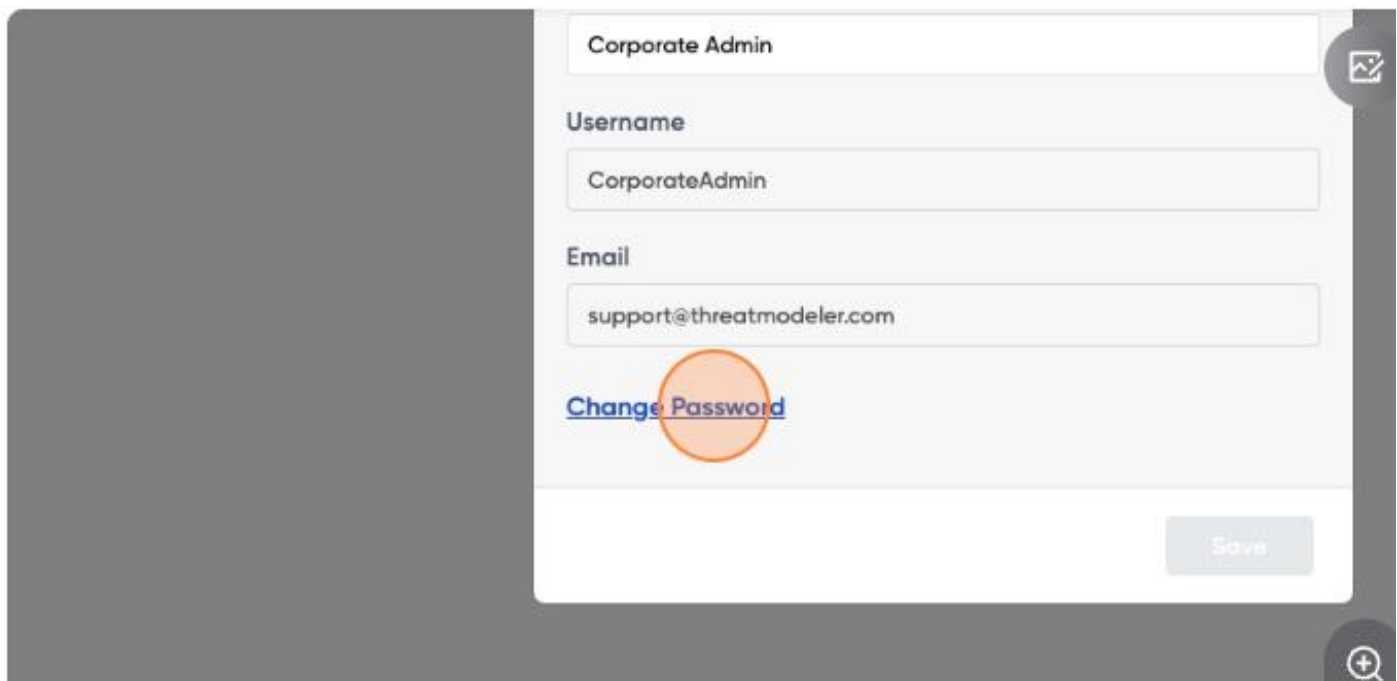 Corporate Admin
Username
CorporateAdmin
Email
support@threatmodeler.com
Change Password
Save